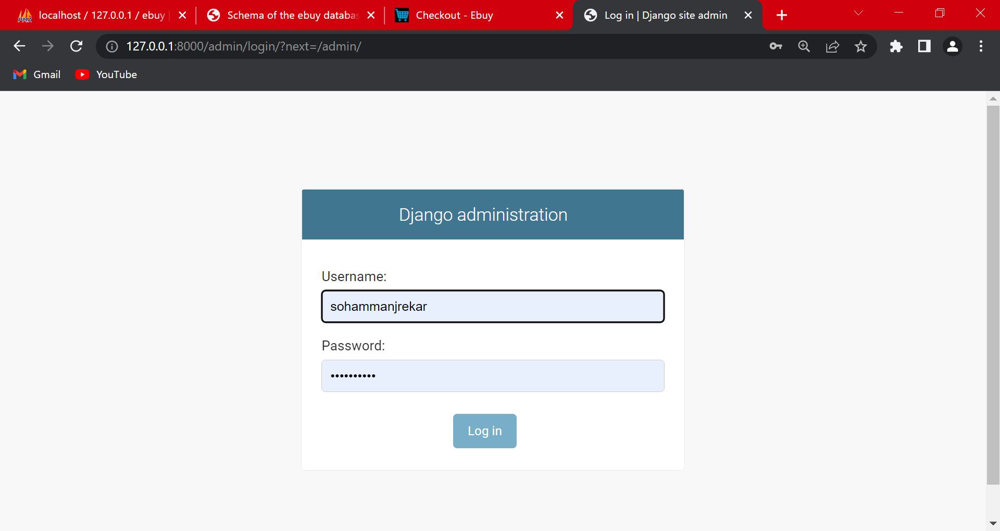 localhost / 127.0.0.1 / ebuy
Schema of the ebuy databas
Checkout - Ebuy
Log in | Django site admin
127.0.0.1:8000/admin/login/?next=/admin/
Gmail
YouTube
Django administration
Username:
sohammanjrekar
Password:
••••••••••
Log in